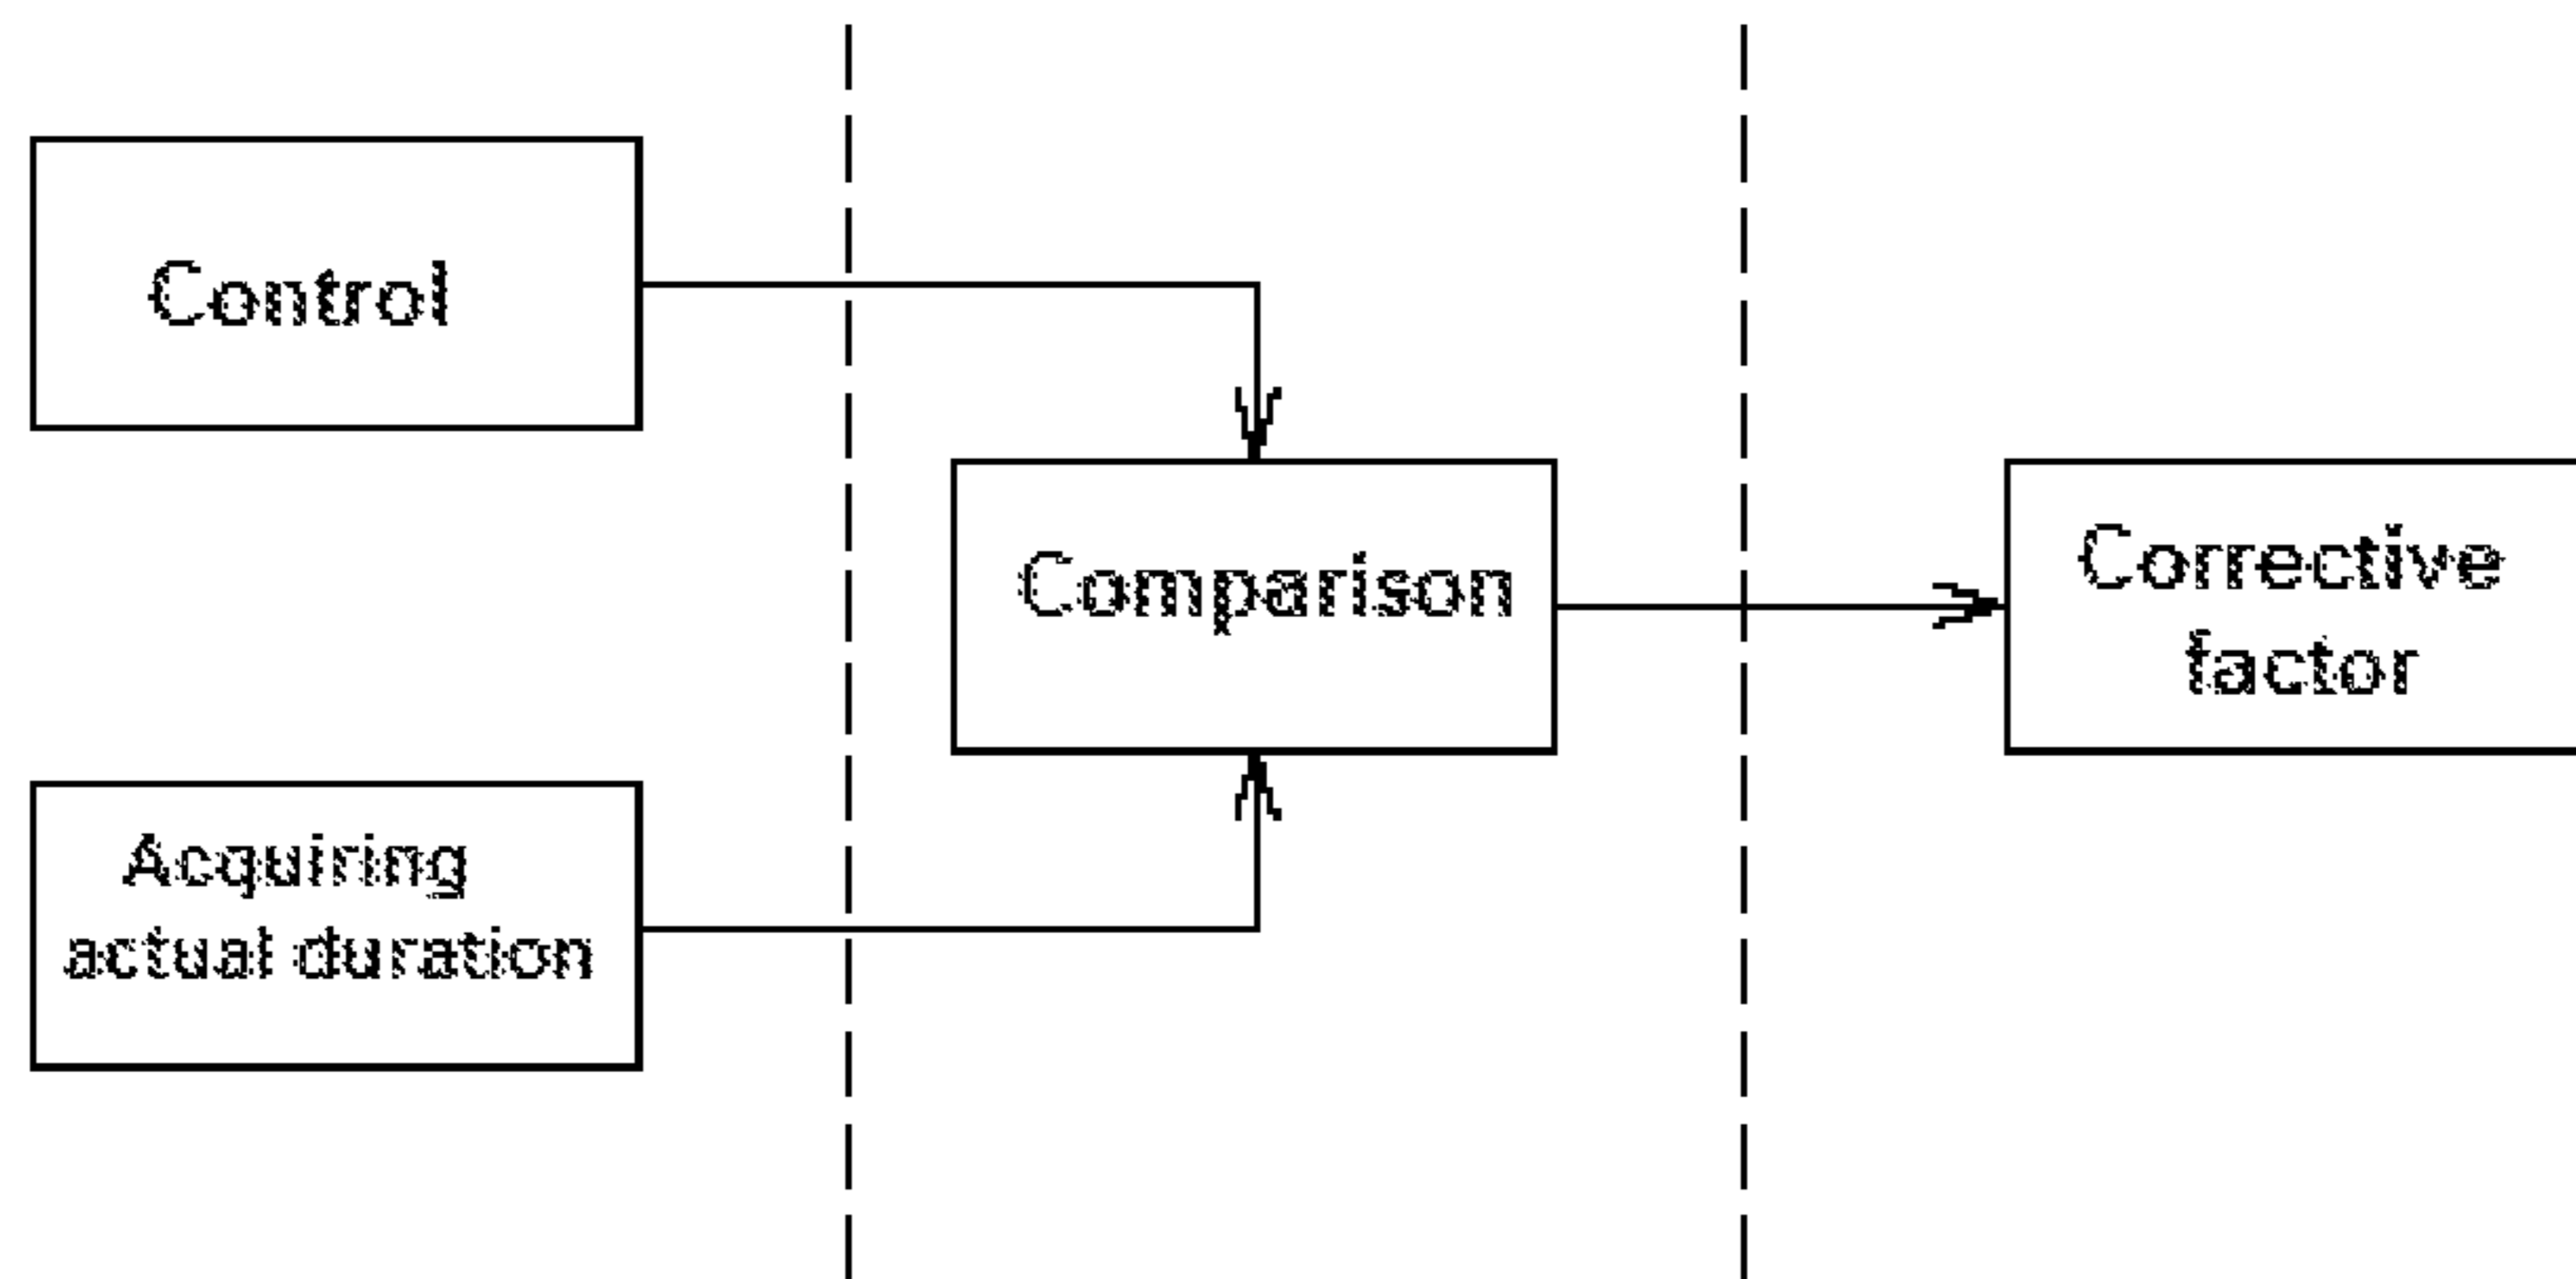 Control
Acquiring
actual duration
Comparison
Corrective
factor